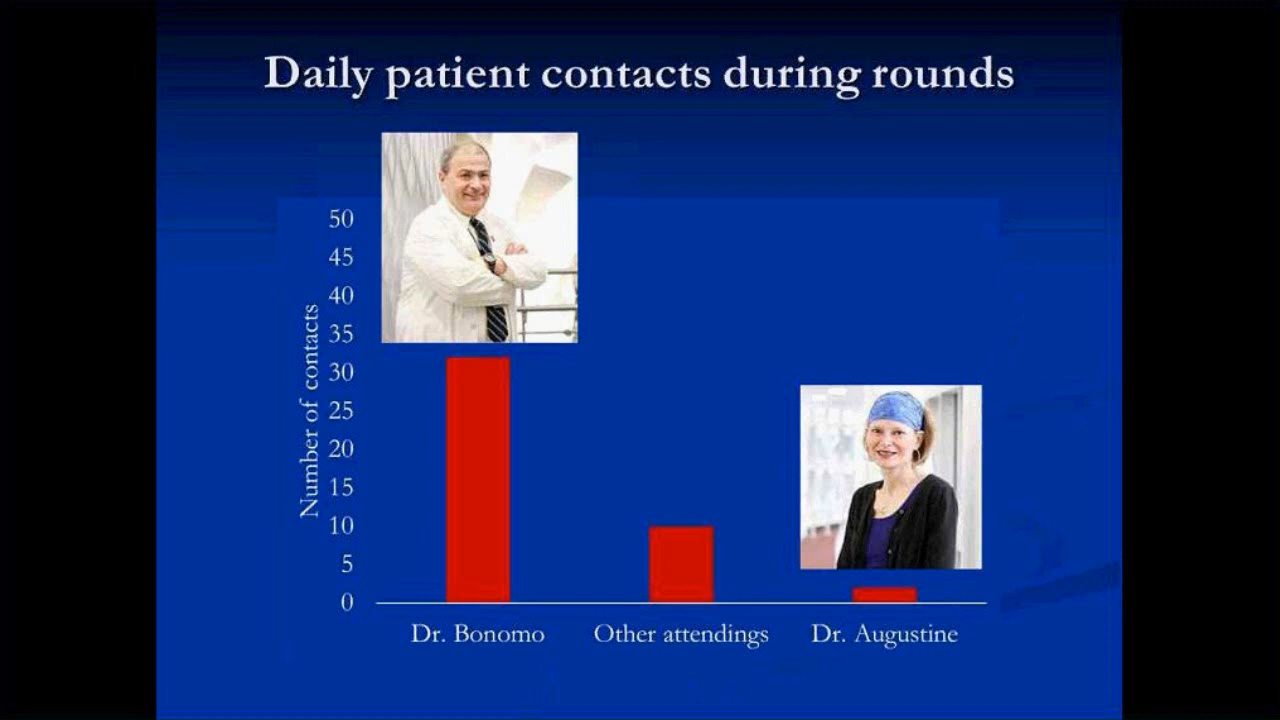 Daily patient contacts during rounds
50
45
40
35
30
25
20
15
10
5
0
Number of contacts
Dr. Bonomo
Other attendings
Dr. Augustine